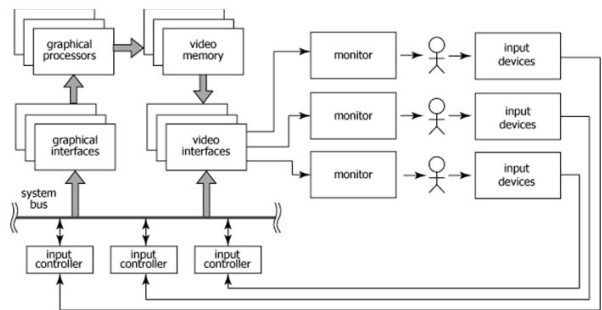 graphical
processors
video
memory
monitor
input
devices
graphical
interfaces
video
interfaces
monitor
input
devices
monitor
input
devices
system
bus
input
controller
input
controller
input
controller